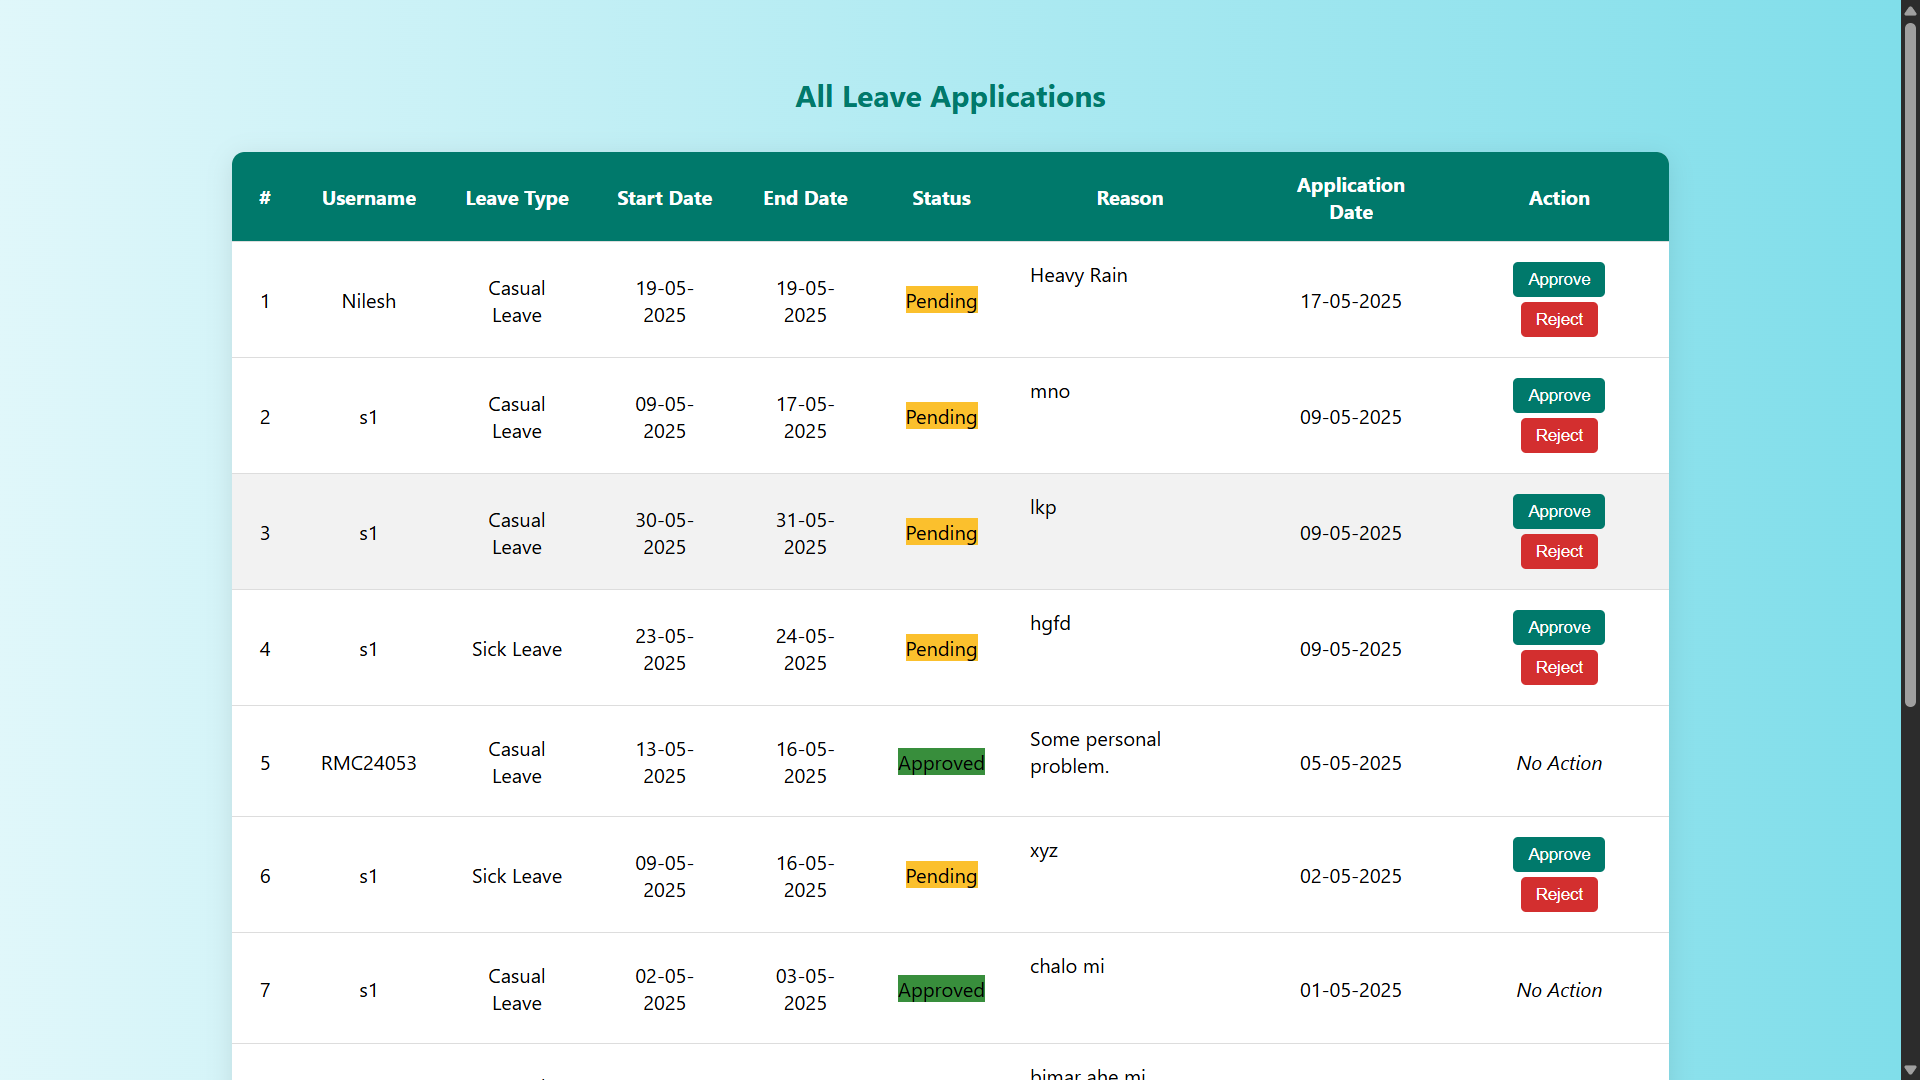 All Leave Applications
# Username Leave Type Start Date End Date Status Reason Application Date Action
1 Nilesh Casual Leave 19-05-2025 19-05-2025 Pending Heavy Rain 17-05-2025 Approve Reject
2 s1 Casual Leave 09-05-2025 17-05-2025 Pending mno 09-05-2025 Approve Reject
3 s1 Casual Leave 30-05-2025 31-05-2025 Pending lkp 09-05-2025 Approve Reject
4 s1 Sick Leave 23-05-2025 24-05-2025 Pending hgfd 09-05-2025 Approve Reject
5 RMC24053 Casual Leave 13-05-2025 16-05-2025 Approved Some personal problem. 05-05-2025 No Action
6 s1 Sick Leave 09-05-2025 16-05-2025 Pending xyz 02-05-2025 Approve Reject
7 s1 Casual Leave 02-05-2025 03-05-2025 Approved chalo mi 01-05-2025 No Action
bimar ahe mi